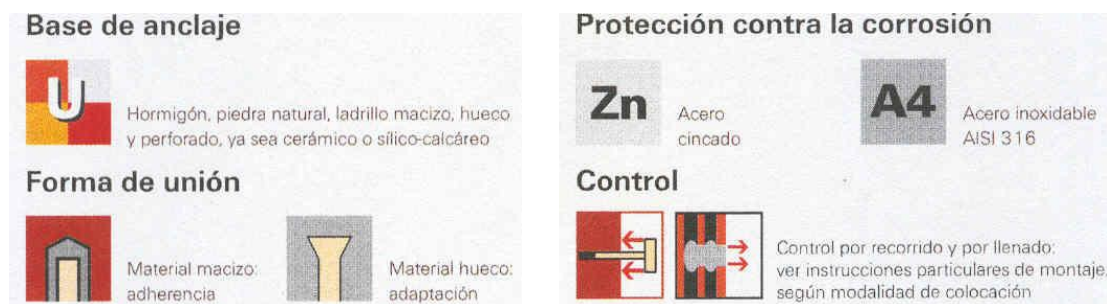 Base de anclaje
U
Hormigón, piedra natural, ladrillo macizo, hueco
y perforado, ya sea cerámico o sílico-calcáreo
Forma de unión
Material macizo:
adherencia
Material hueco:
adaptación
Protección contra la corrosión
Zn
Acero
cincado
A4
Acero inoxidable
AISI 316
Control
Control por recorrido y por llenado:
ver instrucciones particulares de montaje,
según modalidad de colocación